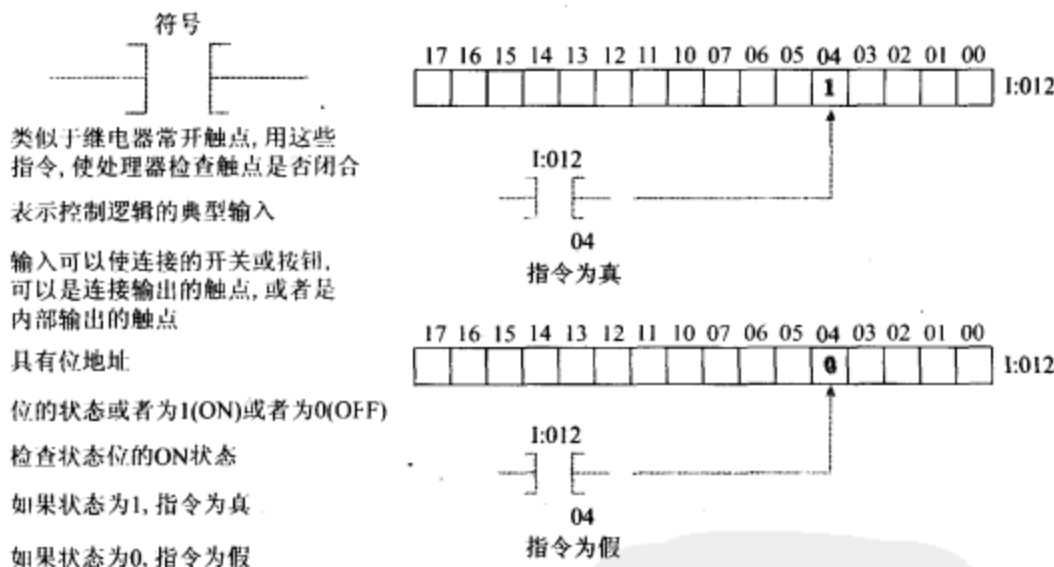 符号
类似于继电器常开触点,用这些
指令,使处理器检查触点是否闭合
表示控制逻辑的典型输入
输入可以使连接的开关或按钮,
可以是连接输出的触点,或者是
内部输出的触点
具有位地址
位的状态或者为1(ON)或者为0(OFF)
检查状态位的ON状态
如果状态为1,指令为真
如果状态为0,指令为假
17 16 15 14 13 12 11 10 07 06 05 04 03 02 01 00
1 I:012
I:012
04
指令为真
17 16 15 14 13 12 11 10 07 06 05 04 03 02 01 00
0 I:012
I:012
04
指令为假